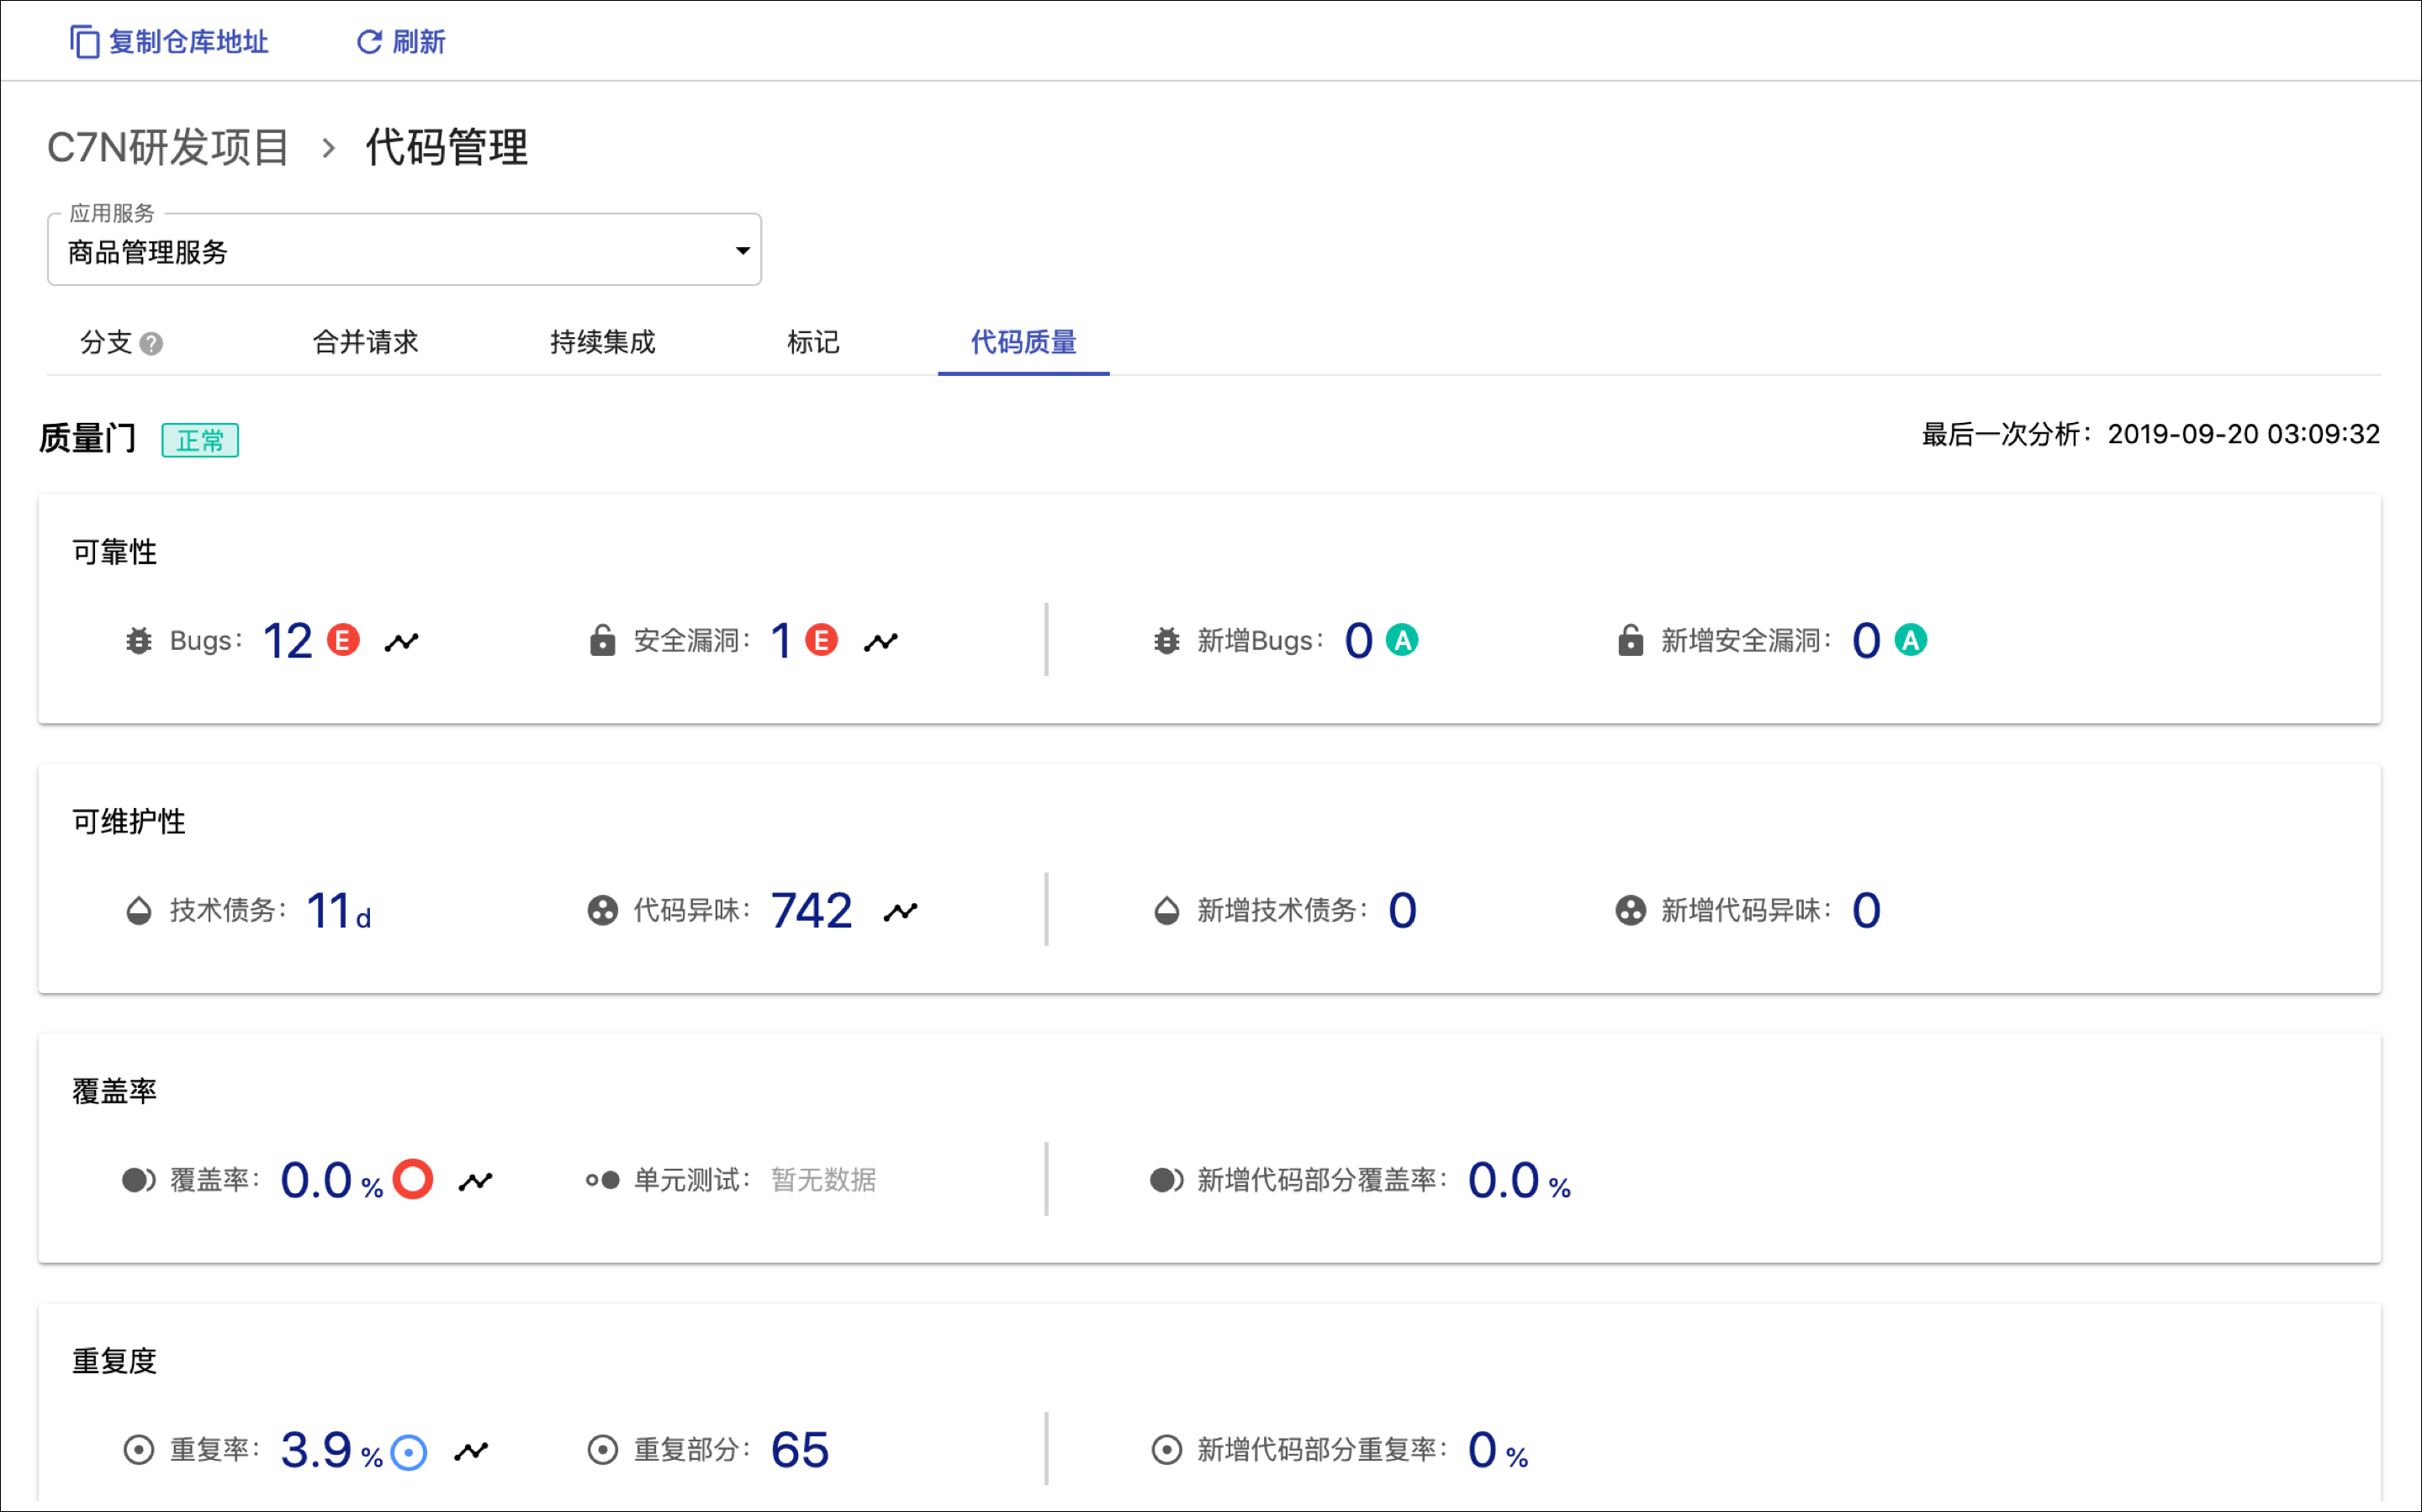 复制仓库地址 刷新
C7N研发项目 › 代码管理
应用服务
商品管理服务
分支 ? 合并请求 持续集成 标记 代码质量
质量门 正常 最后一次分析：2019-09-20 03:09:32
可靠性
Bugs： 12 E 安全漏洞： 1 E 新增Bugs： 0 A 新增安全漏洞： 0 A
可维护性
技术债务： 11 d 代码异味： 742 新增技术债务： 0 新增代码异味： 0
覆盖率
覆盖率： 0.0 % 单元测试： 暂无数据 新增代码部分覆盖率： 0.0 %
重复度
重复率： 3.9 % 重复部分： 65 新增代码部分重复率： 0 %